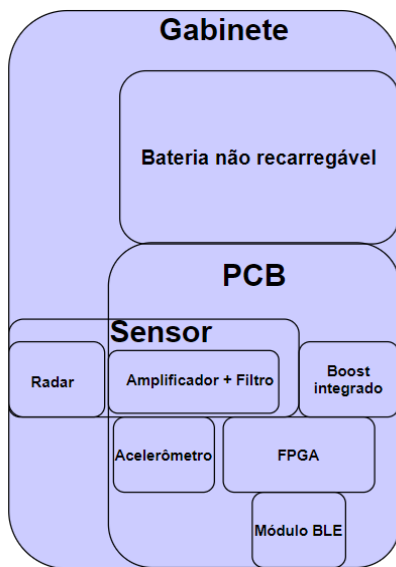 Gabinete
Bateria não recarregável
PCB
Sensor
Radar
Amplificador + Filtro
Boost
integrado
Acelerômetro
FPGA
Módulo BLE